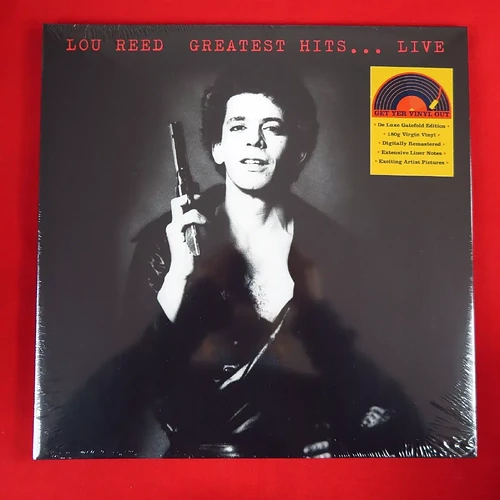 LOU REED GREATEST HITS... LIVE
GET YER VINYL OUT
· De Luxe Gatefold Edition ·
· 180g Virgin Vinyl ·
· Digitally Remastered ·
· Extensive Liner Notes ·
· Exciting Artist Pictures ·